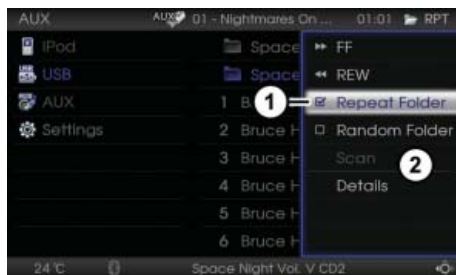 AUX AUX 01 - Nightmares On ... 01:01 RPT
iPod
USB
AUX
Settings
Space
Space
1 B
2 Bruce H
3 Bruce H
4 Bruce H
5 Bruce H
6 Bruce H
FF
REW
1 Repeat Folder
Random Folder
Scan
2
Details
24°C Space Night Vol. V CD2